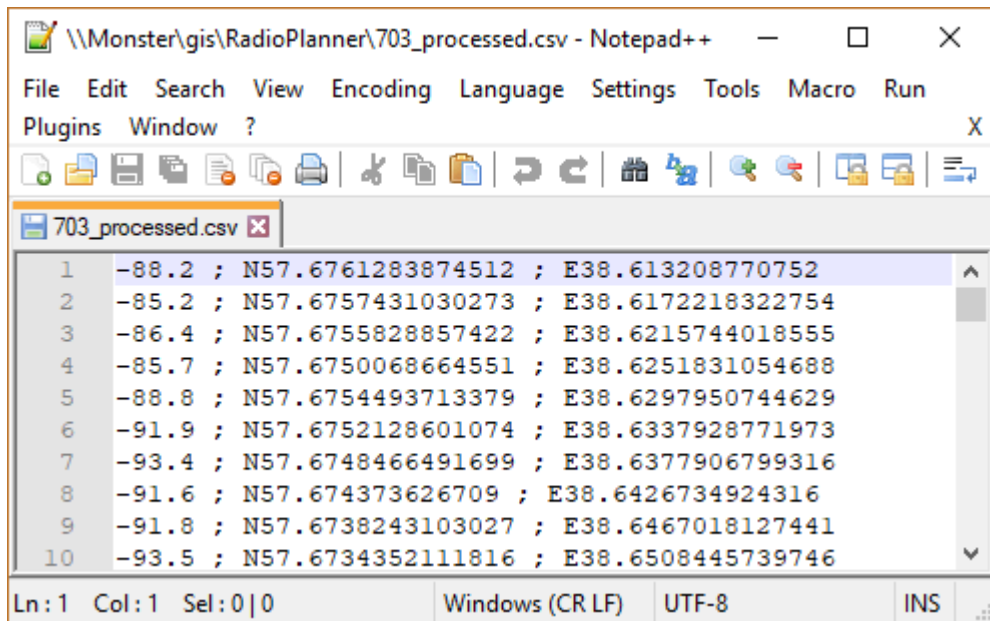 \\Monster\gis\RadioPlanner\703_processed.csv - Notepad++
File Edit Search View Encoding Language Settings Tools Macro Run
Plugins Window ? X
703_processed.csv
1 -88.2 ; N57.6761283874512 ; E38.613208770752
2 -85.2 ; N57.6757431030273 ; E38.6172218322754
3 -86.4 ; N57.6755828857422 ; E38.6215744018555
4 -85.7 ; N57.6750068664551 ; E38.6251831054688
5 -88.8 ; N57.6754493713379 ; E38.6297950744629
6 -91.9 ; N57.6752128601074 ; E38.6337928771973
7 -93.4 ; N57.6748466491699 ; E38.6377906799316
8 -91.6 ; N57.674373626709 ; E38.6426734924316
9 -91.8 ; N57.6738243103027 ; E38.6467018127441
10 -93.5 ; N57.6734352111816 ; E38.6508445739746
Ln:1 Col:1 Sel:0|0 Windows (CR LF) UTF-8 INS